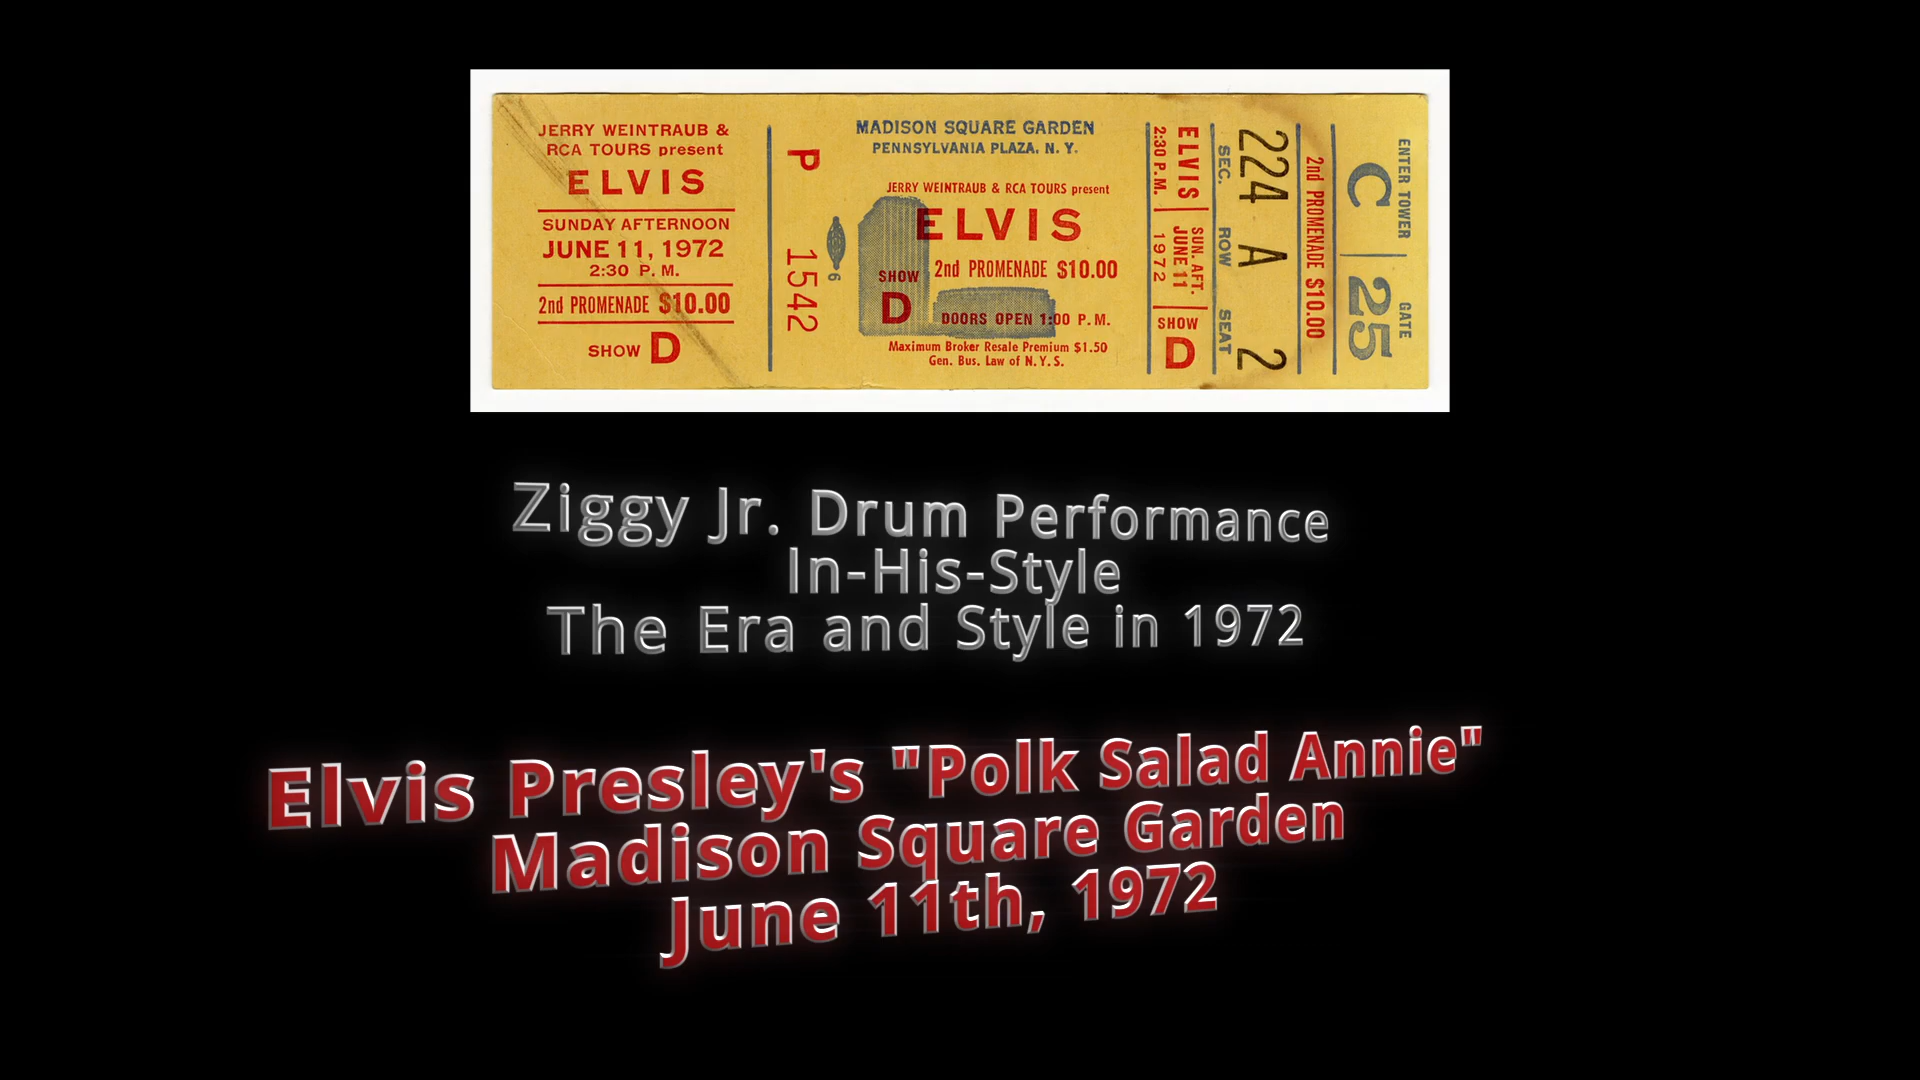 JERRY WEINTRAUB &
RCA TOURS present
ELVIS
SUNDAY AFTERNOON
JUNE 11, 1972
2:30 P. M.
2nd PROMENADE $10.00
SHOW D
P
1542
6
MADISON SQUARE GARDEN
PENNSYLVANIA PLAZA. N. Y.
JERRY WEINTRAUB & RCA TOURS present
ELVIS
2nd PROMENADE $10.00
SHOW D
DOORS OPEN 1:00 P. M.
Maximum Broker Resale Premium $1.50
Gen. Bus. Law of N.Y.S.
ELVIS
2:30 P. M.
SUN. AFT.
JUNE 11
1972
SHOW
D
224 A 2
SEC. ROW SEAT
2nd PROMENADE $10.00
ENTER TOWER GATE
C 25
Ziggy Jr. Drum Performance
In-His-Style
The Era and Style in 1972
Elvis Presley's "Polk Salad Annie"
Madison Square Garden
June 11th, 1972